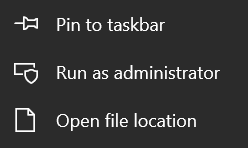 Pin to taskbar
Run as administrator
Open file location